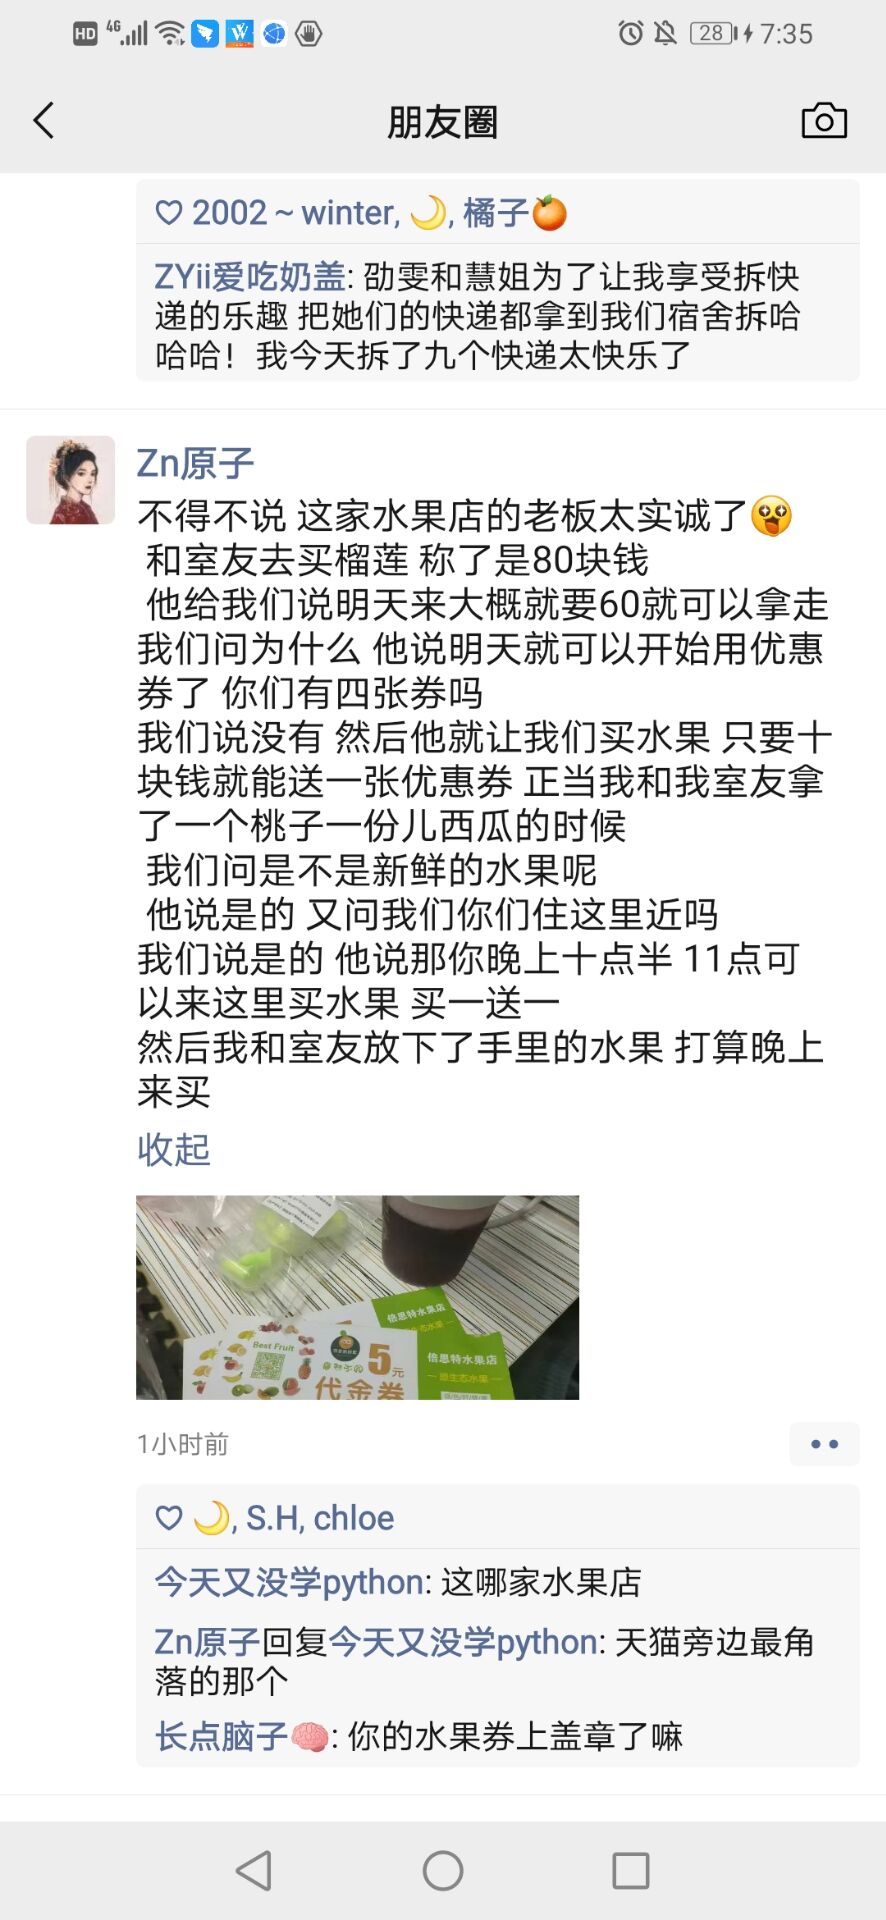 HD 4G 28 7:35
朋友圈
2002 ~ winter, 🌙, 橘子🍊
ZYii爱吃奶盖: 劭雯和慧姐为了让我享受拆快
递的乐趣 把她们的快递都拿到我们宿舍拆哈
哈哈！我今天拆了九个快递太快乐了
Zn原子
不得不说 这家水果店的老板太实诚了🤩
和室友去买榴莲 称了是80块钱
他给我们说明天来大概就要60就可以拿走
我们问为什么 他说明天就可以开始用优惠
券了 你们有四张券吗
我们说没有 然后他就让我们买水果 只要十
块钱就能送一张优惠券 正当我和我室友拿
了一个桃子一份儿西瓜的时候
我们问是不是新鲜的水果呢
他说是的 又问我们你们住这里近吗
我们说是的 他说那你晚上十点半 11点可
以来这里买水果 买一送一
然后我和室友放下了手里的水果 打算晚上
来买
收起
倍思特水果店
生态水果
Best Fruit
5元
代金券
倍思特水果店
原生态水果
1小时前
🌙, S.H, chloe
今天又没学python: 这哪家水果店
Zn原子回复今天又没学python: 天猫旁边最角
落的那个
长点脑子🧠: 你的水果券上盖章了嘛